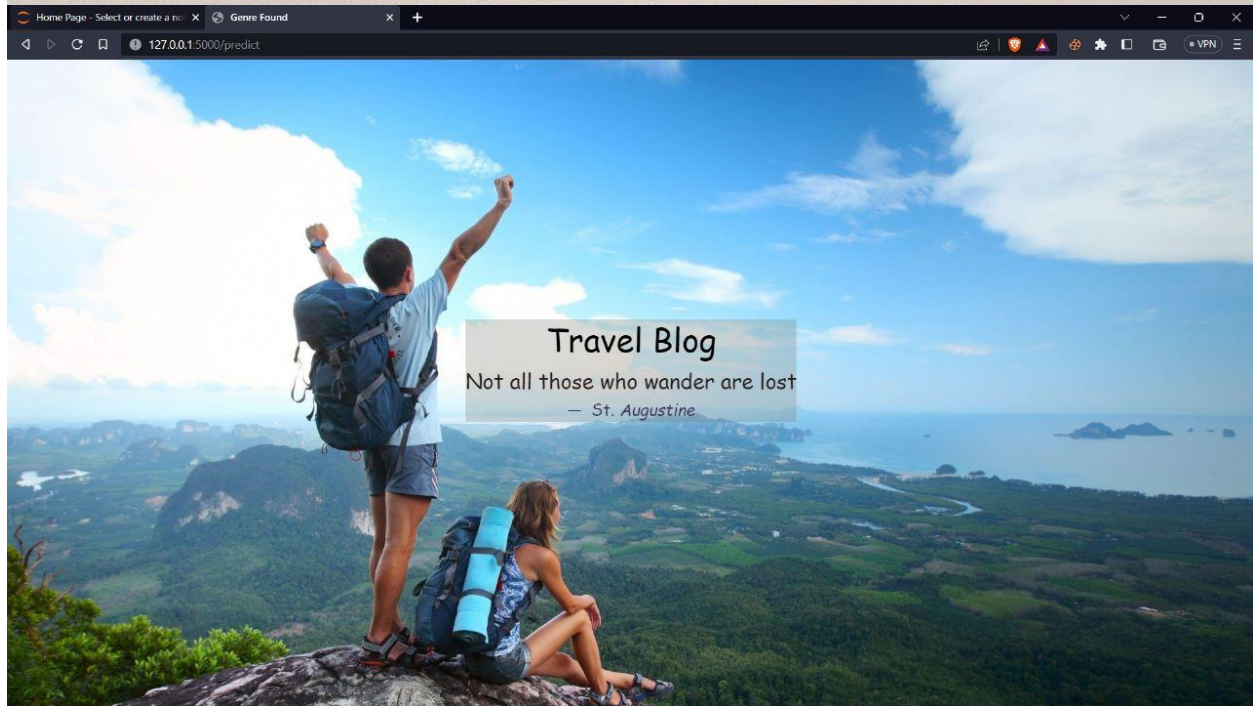 Home Page - Select or create a no
Genre Found
127.0.0.1:5000/predict
VPN
Travel Blog
Not all those who wander are lost
— St. Augustine